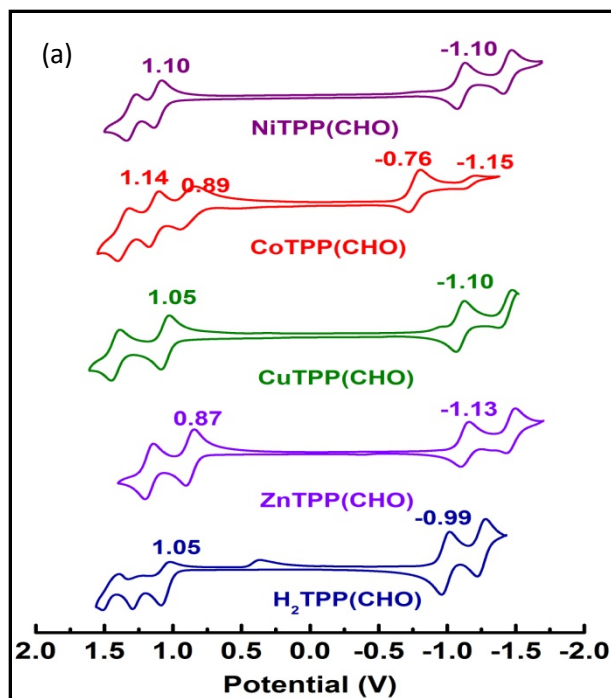 (a)
1.10 -1.10
NiTPP(CHO)
1.14 0.89 -0.76 -1.15
CoTPP(CHO)
1.05 -1.10
CuTPP(CHO)
0.87 -1.13
ZnTPP(CHO)
1.05 -0.99
H₂TPP(CHO)
2.0 1.5 1.0 0.5 0.0 -0.5 -1.0 -1.5 -2.0
Potential (V)